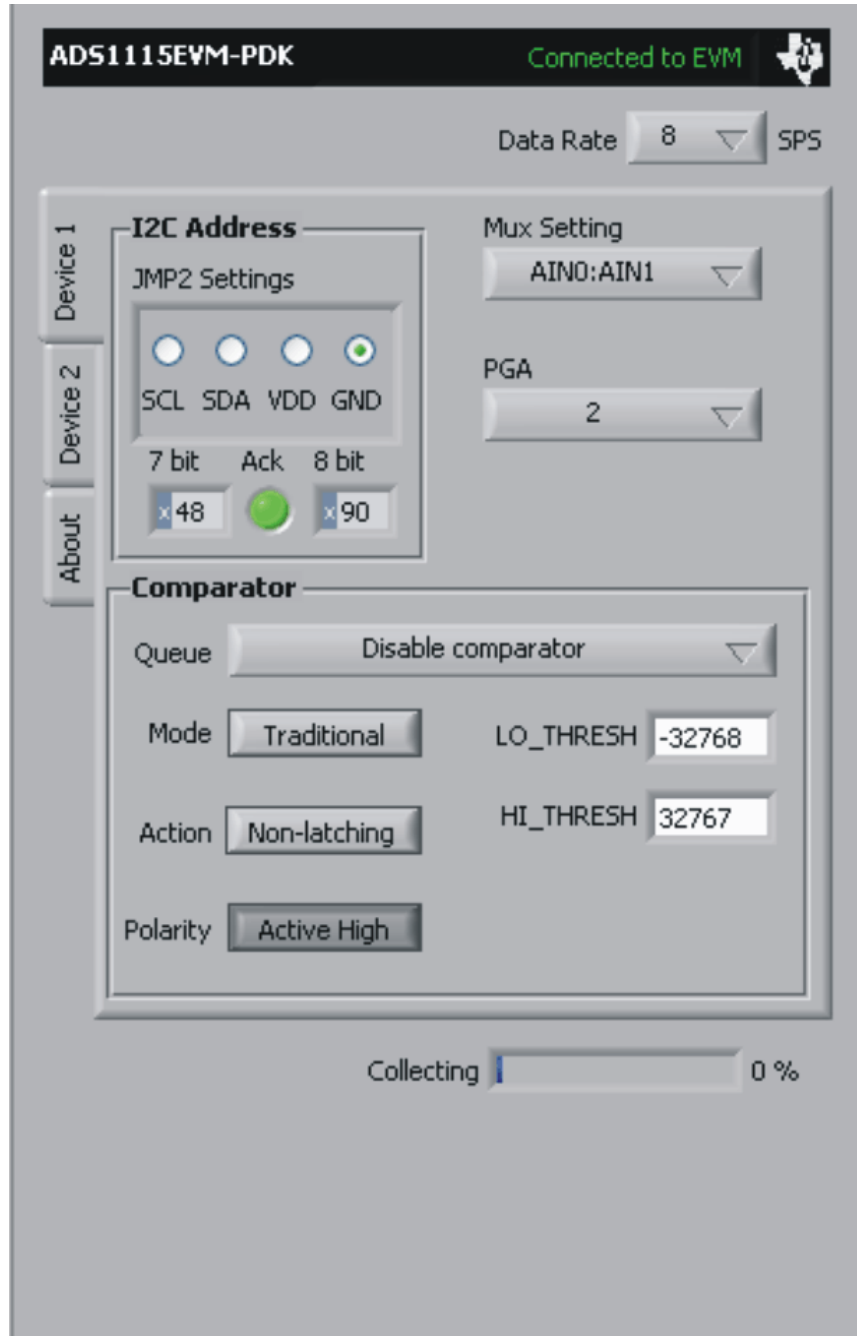 ADS1115EVM-PDK Connected to EVM
Data Rate 8 SPS
Device 1
Device 2
About
I2C Address
JMP2 Settings
SCL SDA VDD GND
7 bit Ack 8 bit
x 48 x 90
Mux Setting
AIN0:AIN1
PGA
2
Comparator
Queue Disable comparator
Mode Traditional
LO_THRESH -32768
Action Non-latching
HI_THRESH 32767
Polarity Active High
Collecting 0 %